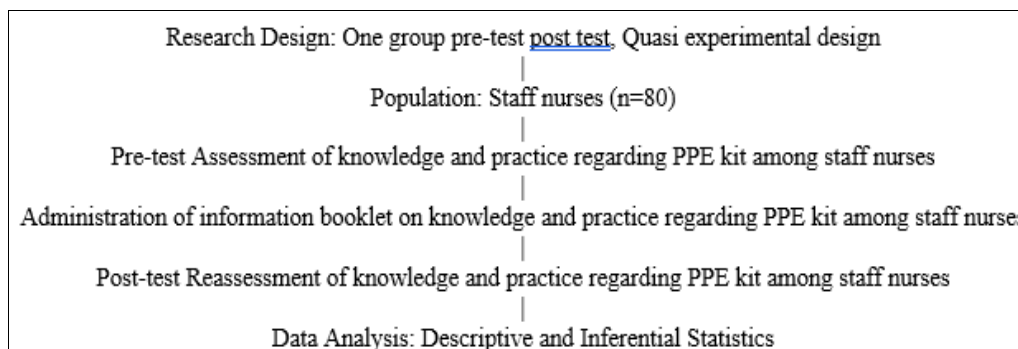 Research Design: One group pre-test post test, Quasi experimental design
Population: Staff nurses (n=80)
Pre-test Assessment of knowledge and practice regarding PPE kit among staff nurses
Administration of information booklet on knowledge and practice regarding PPE kit among staff nurses
Post-test Reassessment of knowledge and practice regarding PPE kit among staff nurses
Data Analysis: Descriptive and Inferential Statistics